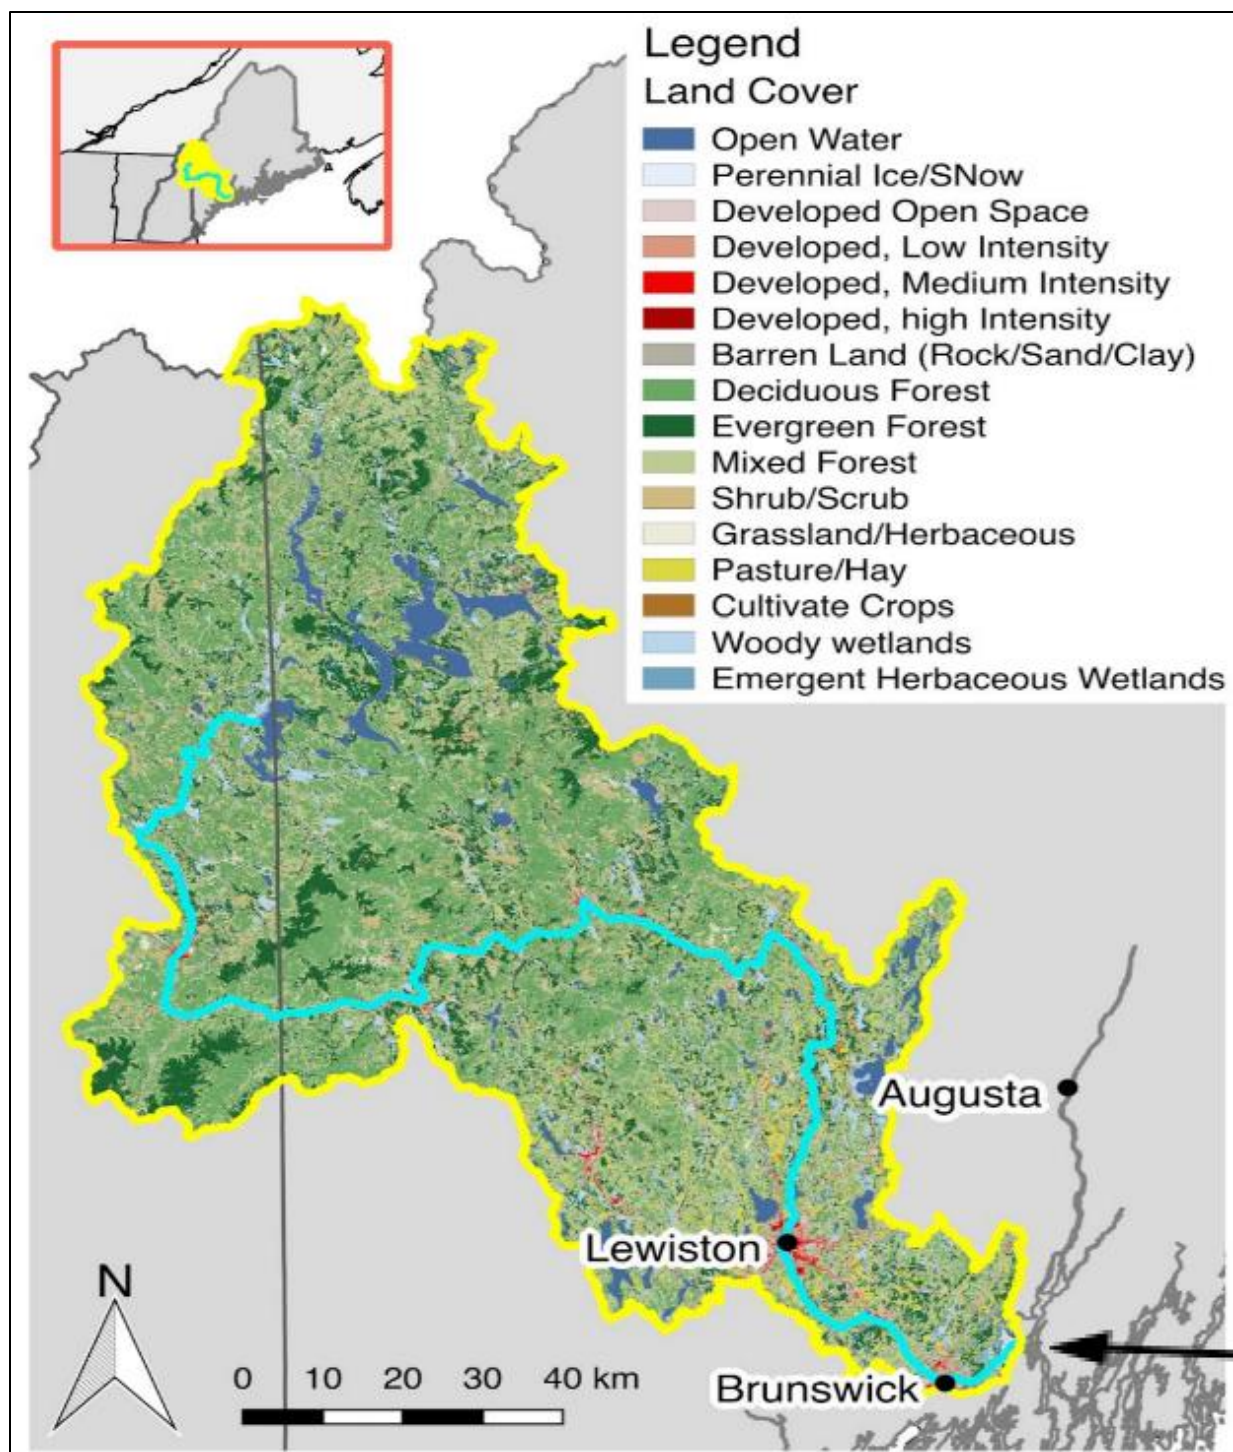 Legend
Land Cover
Open Water
Perennial Ice/SNow
Developed Open Space
Developed, Low Intensity
Developed, Medium Intensity
Developed, high Intensity
Barren Land (Rock/Sand/Clay)
Deciduous Forest
Evergreen Forest
Mixed Forest
Shrub/Scrub
Grassland/Herbaceous
Pasture/Hay
Cultivate Crops
Woody wetlands
Emergent Herbaceous Wetlands
Augusta
Lewiston
Brunswick
N
0 10 20 30 40 km